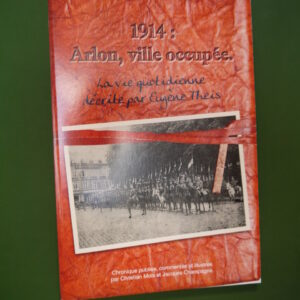 1914 :
Arlon, ville occupée.
La vie quotidienne
décrite par Eugène Theis
Chronique publiée, commentée et illustrée
par Christian Moïs et Jacques Champagne